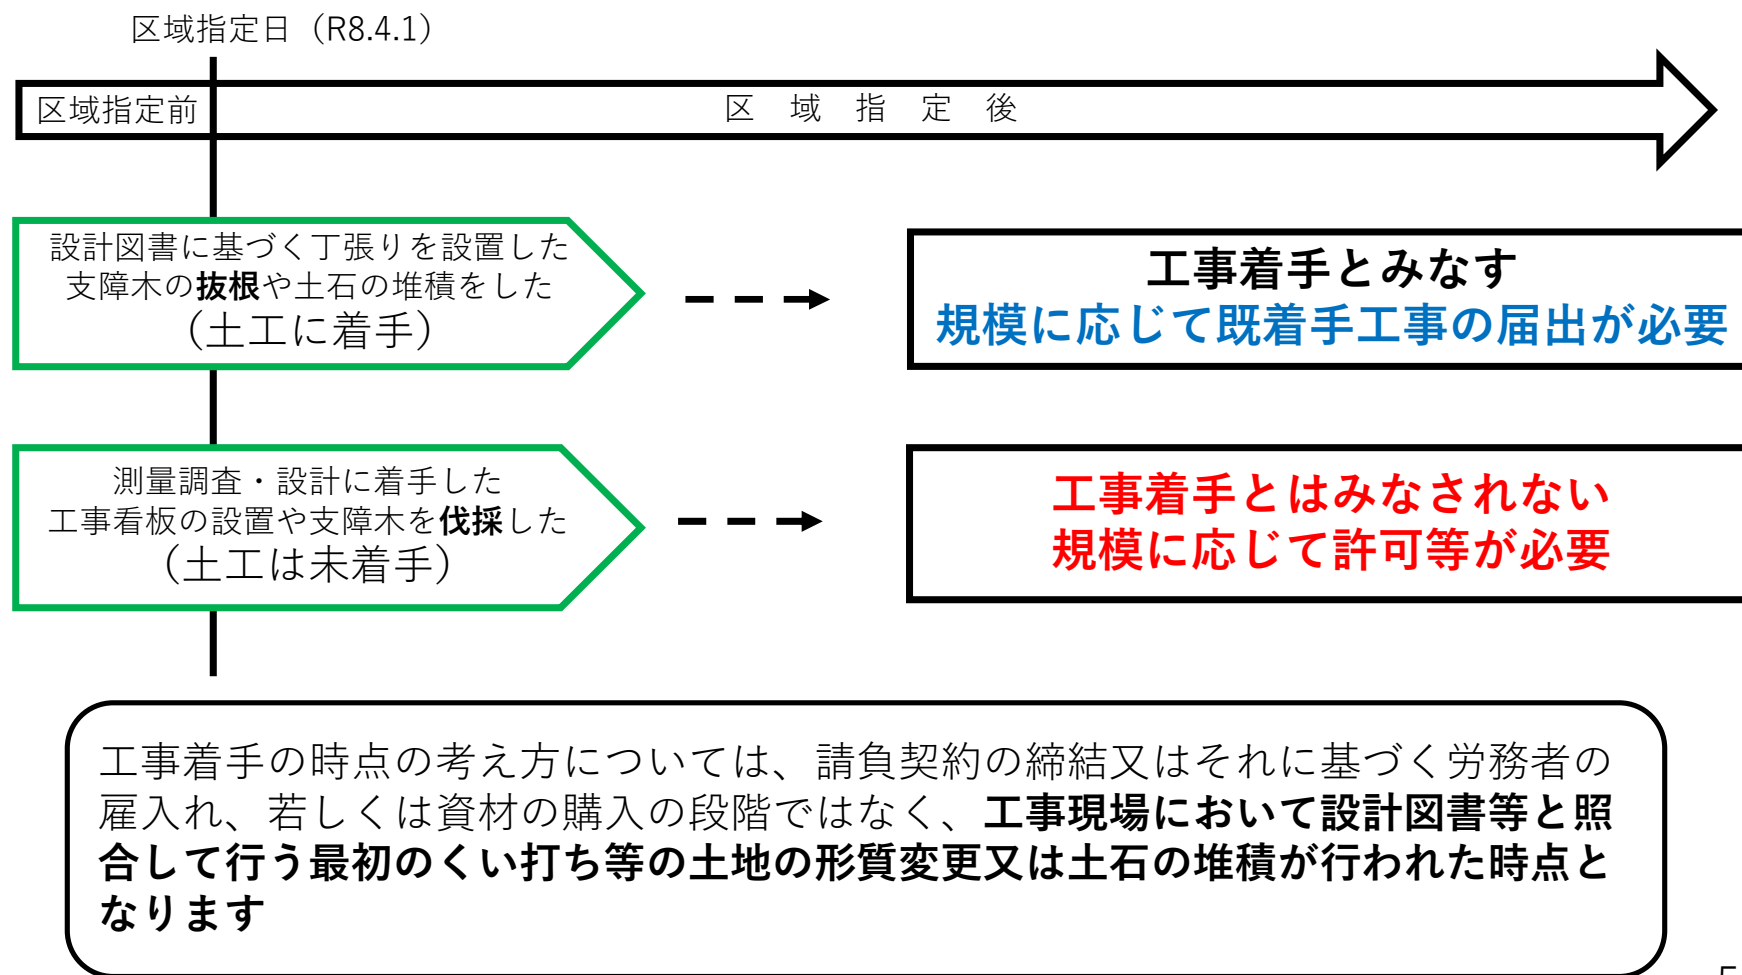 区域指定日（R8.4.1）
区域指定前
区域指定後
設計図書に基づく丁張りを設置した
支障木の抜根や土石の堆積をした
（土工に着手）
工事着手とみなす
規模に応じて既着手工事の届出が必要
測量調査・設計に着手した
工事看板の設置や支障木を伐採した
（土工は未着手）
工事着手とはみなされない
規模に応じて許可等が必要
工事着手の時点の考え方については、請負契約の締結又はそれに基づく労務者の
雇入れ、若しくは資材の購入の段階ではなく、工事現場において設計図書等と照
合して行う最初のくい打ち等の土地の形質変更又は土石の堆積が行われた時点と
なります